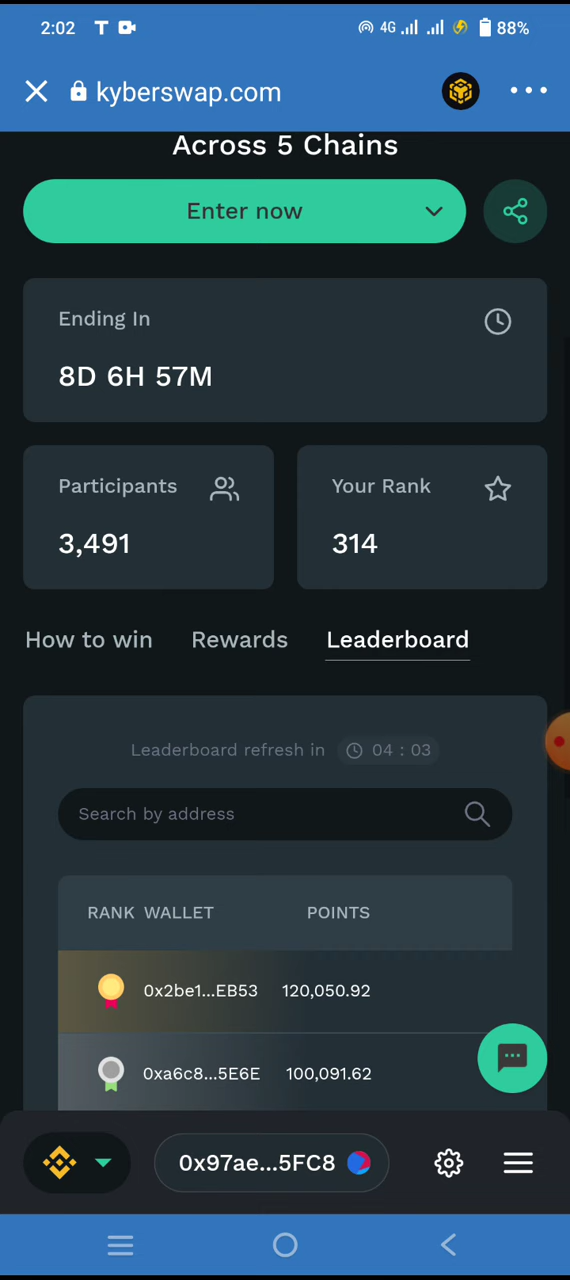 2:02 T 4G 88%
kyberswap.com
Across 5 Chains
Enter now
Ending In
8D 6H 57M
Participants
3,491
Your Rank
314
How to win Rewards Leaderboard
Leaderboard refresh in 04 : 03
Search by address
RANK WALLET POINTS
0x2be1...EB53 120,050.92
0xa6c8...5E6E 100,091.62
0x97ae...5FC8